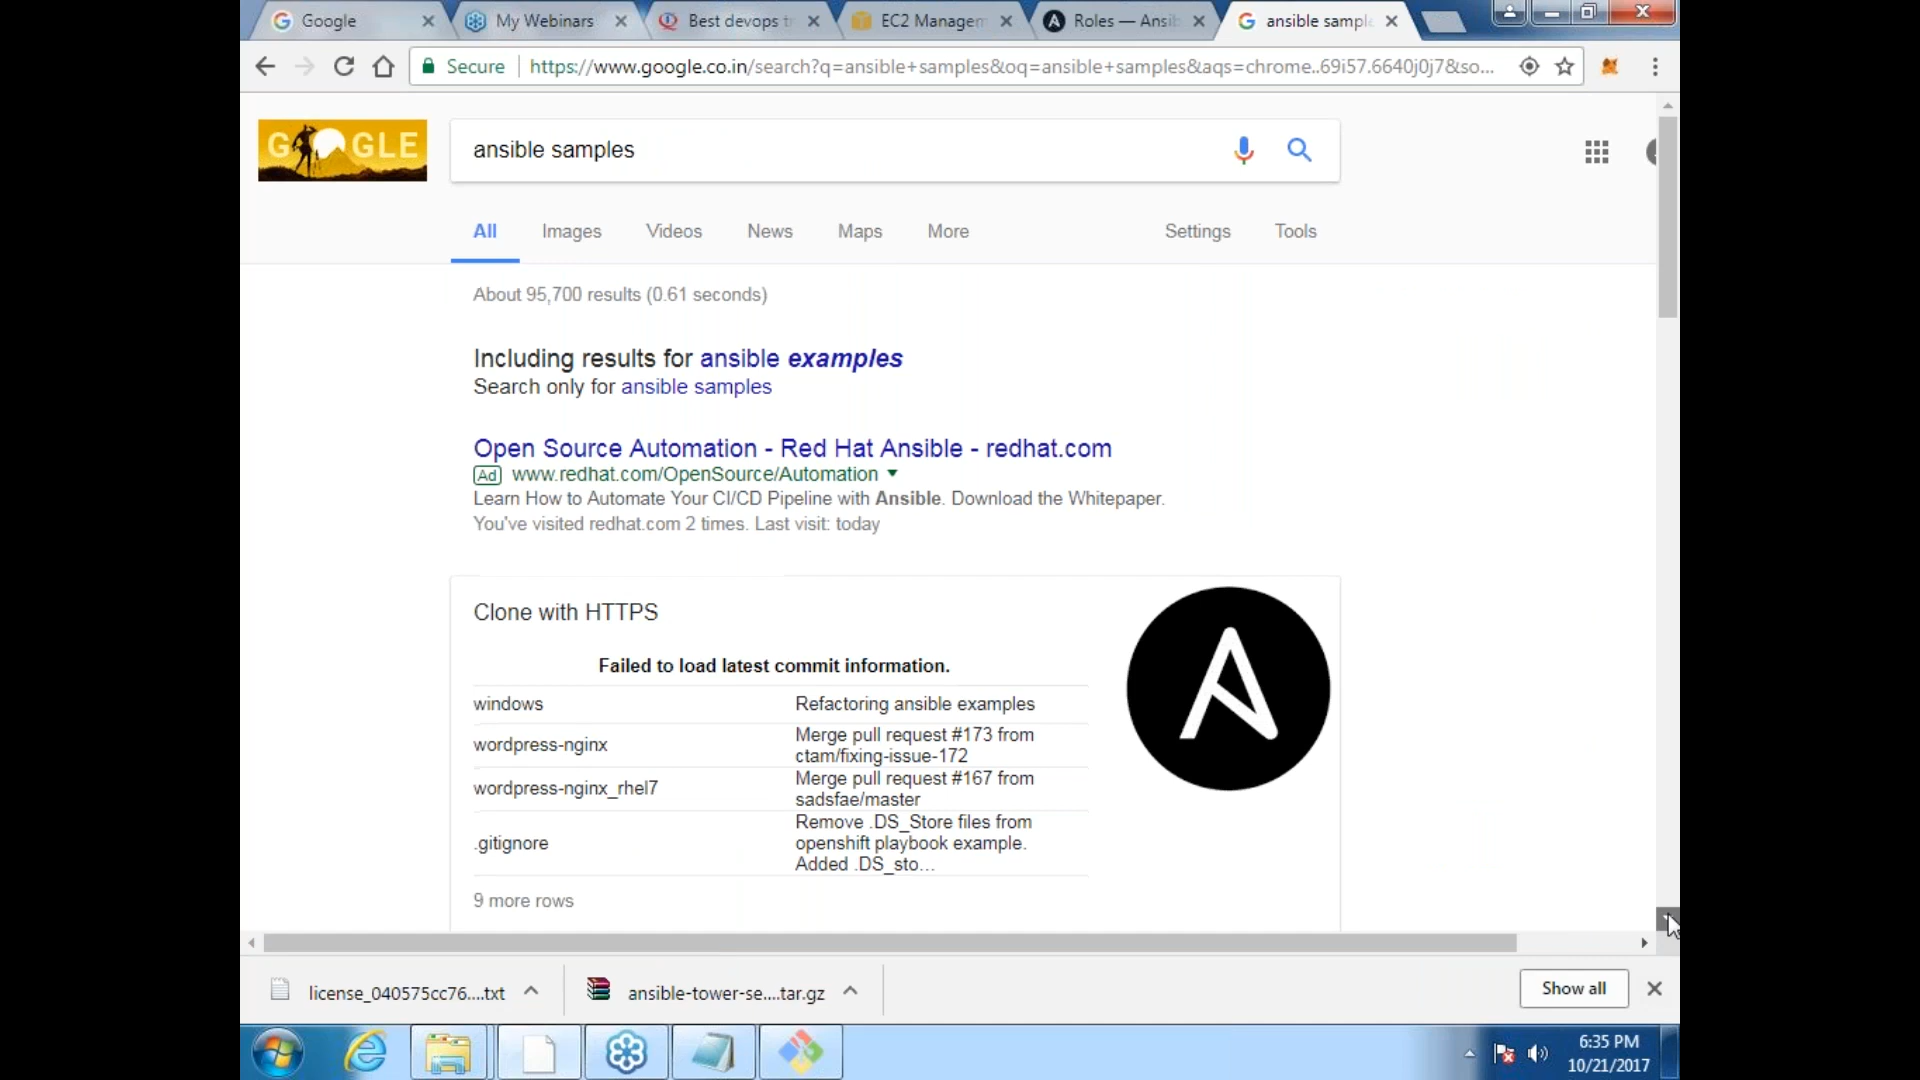 Google
My Webinars
Best devops tr
EC2 Managem
Roles — Ansib
ansible sampl
Secure
https://www.google.co.in/search?q=ansible+samples&oq=ansible+samples&aqs=chrome..69i57.6640j0j7&so...
GOOGLE
ansible samples
All
Images
Videos
News
Maps
More
Settings
Tools
About 95,700 results (0.61 seconds)
Including results for ansible examples
Search only for ansible samples
Open Source Automation - Red Hat Ansible - redhat.com
Ad www.redhat.com/OpenSource/Automation
Learn How to Automate Your CI/CD Pipeline with Ansible. Download the Whitepaper.
You've visited redhat.com 2 times. Last visit: today
Clone with HTTPS
Failed to load latest commit information.
windows
Refactoring ansible examples
wordpress-nginx
Merge pull request #173 from
ctam/fixing-issue-172
wordpress-nginx_rhel7
Merge pull request #167 from
sadsfae/master
.gitignore
Remove .DS_Store files from
openshift playbook example.
Added .DS_sto...
9 more rows
license_040575cc76....txt
ansible-tower-se....tar.gz
Show all
6:35 PM
10/21/2017